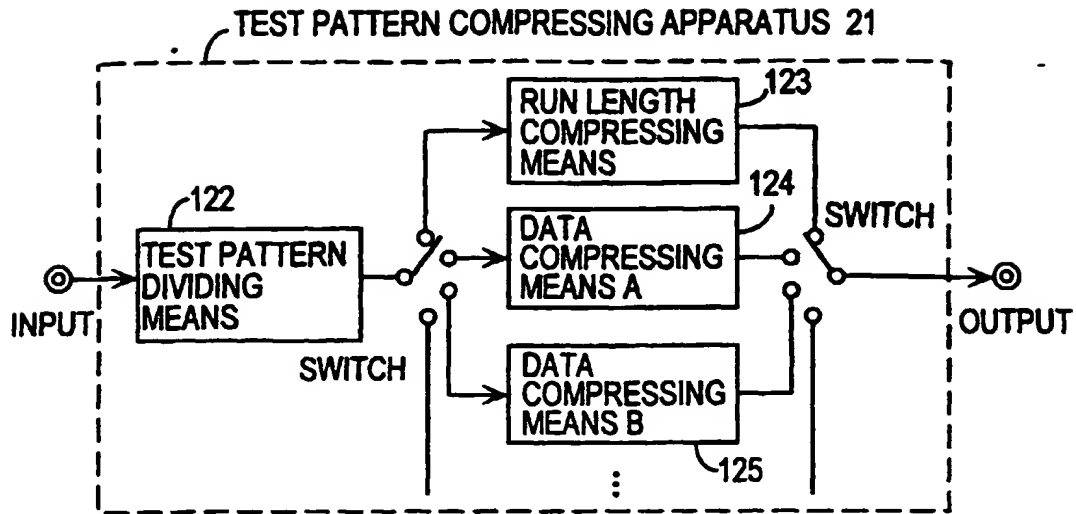 TEST PATTERN COMPRESSING APPARATUS 21
RUN LENGTH
COMPRESSING
MEANS
123
122
TEST PATTERN
DIVIDING
MEANS
INPUT
SWITCH
DATA
COMPRESSING
MEANS A
124
SWITCH
OUTPUT
DATA
COMPRESSING
MEANS B
125